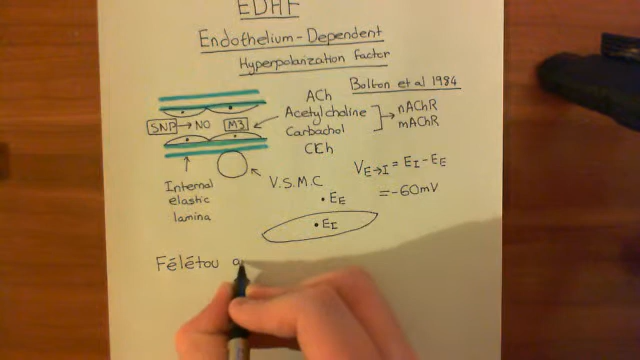 EDHF
Endothelium-Dependent
Hyperpolarization factor
Bolton et al 1984
ACh
Acetylcholine
Carbachol
CCh
nAChR
mAChR
SNP → NO
M3
Internal
elastic
lamina
V.S.M.C
V E→I = EI - EE
= -60mV
EE
EI
Félétou a